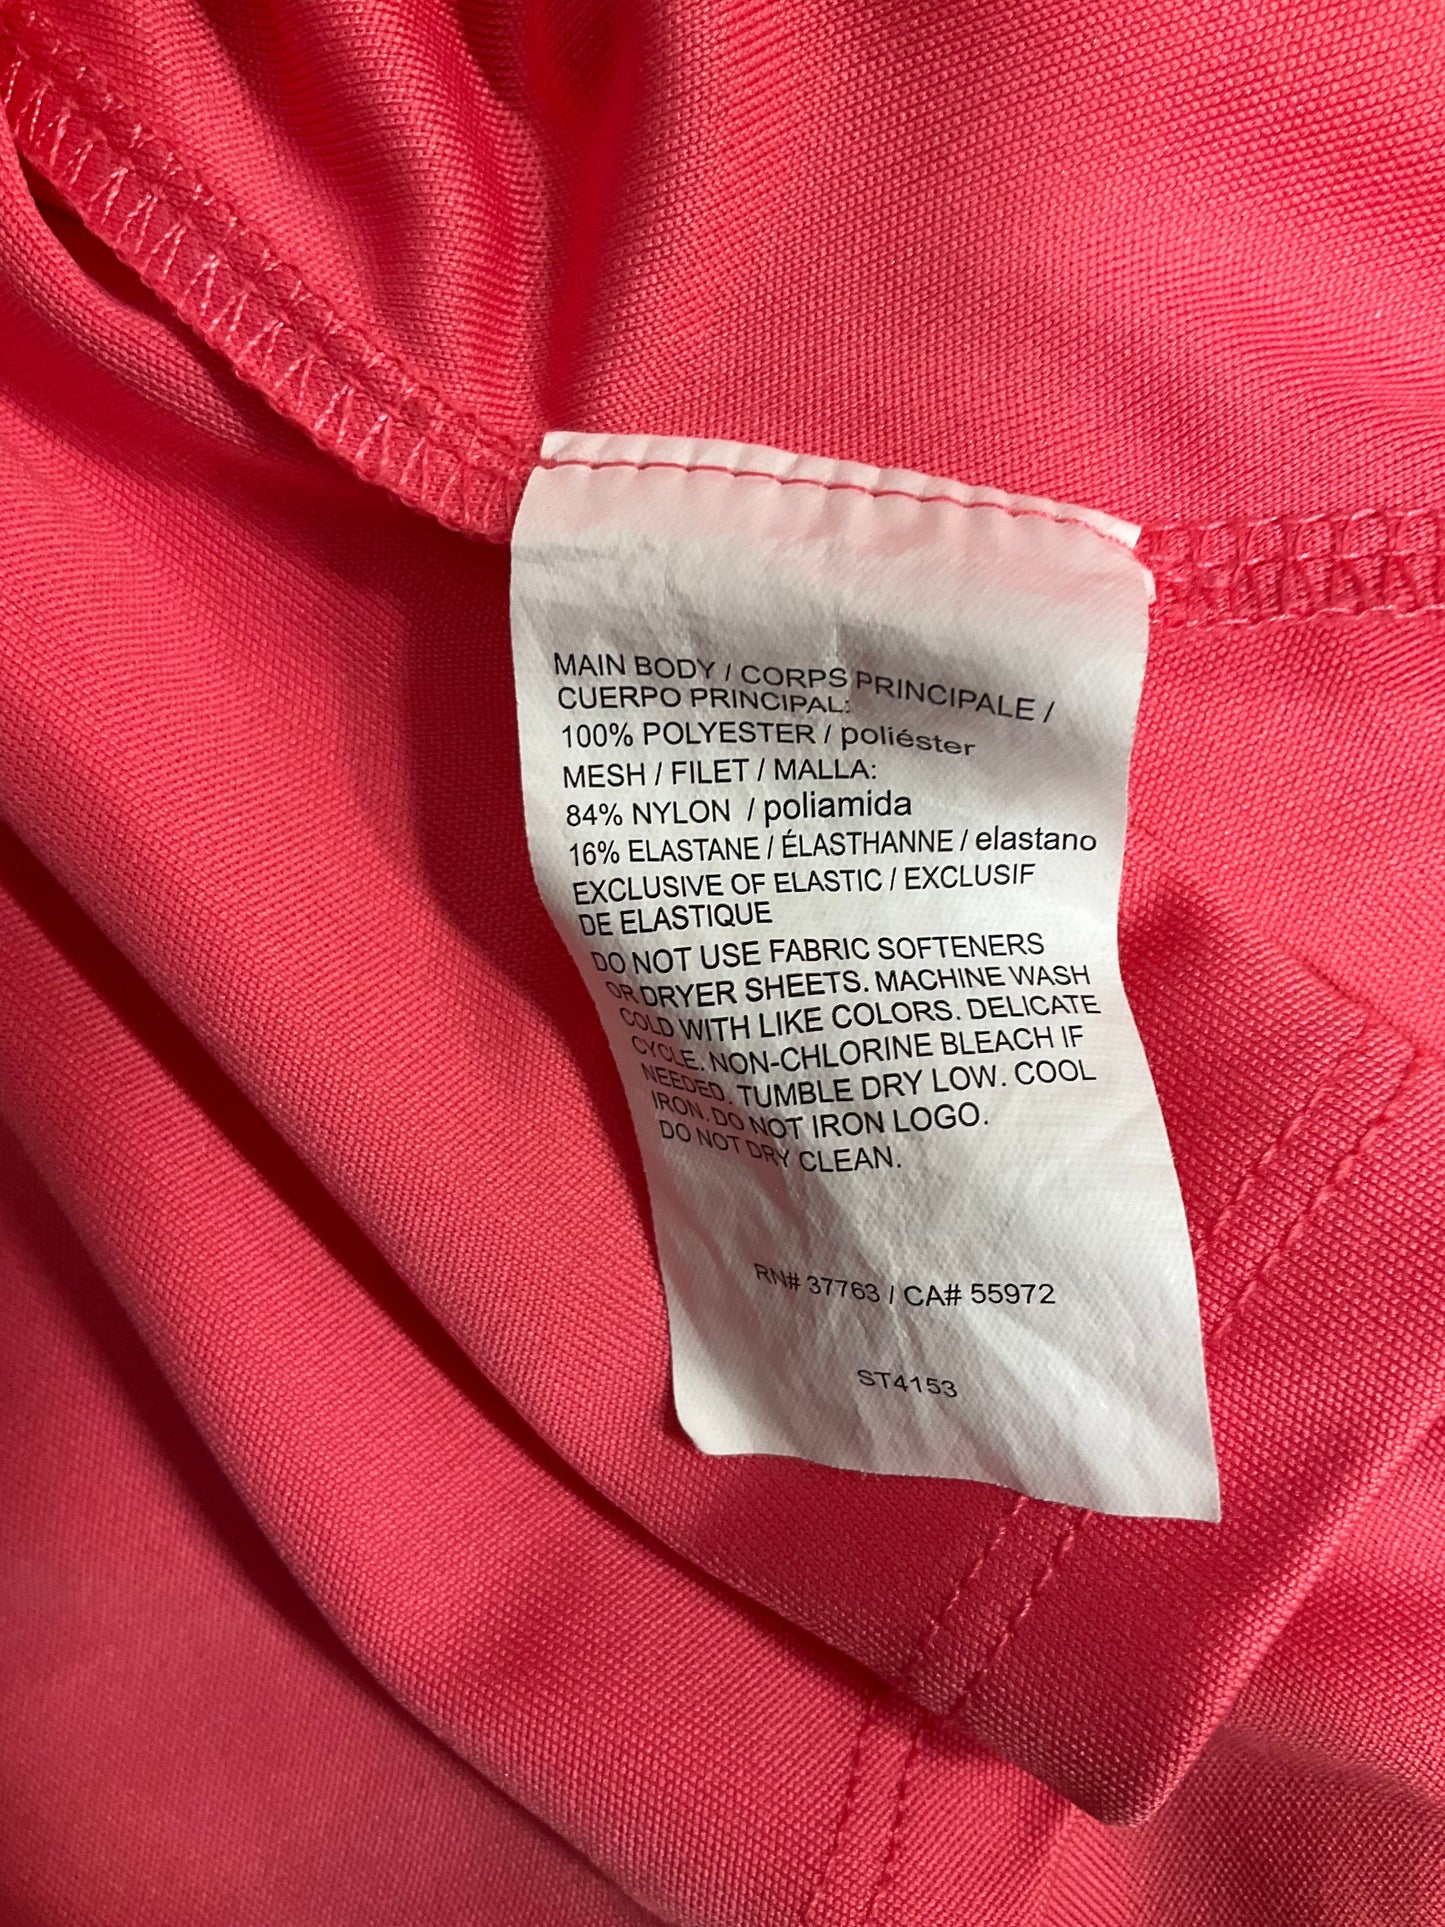 MAIN BODY / CORPS PRINCIPALE /
CUERPO PRINCIPAL:
100% POLYESTER / poliéster
MESH / FILET / MALLA:
84% NYLON / poliamida
16% ELASTANE / ÉLASTHANNE / elastano
EXCLUSIVE OF ELASTIC / EXCLUSIF
DE ELASTIQUE
DO NOT USE FABRIC SOFTENERS
OR DRYER SHEETS. MACHINE WASH
COLD WITH LIKE COLORS. DELICATE
CYCLE. NON-CHLORINE BLEACH IF
NEEDED. TUMBLE DRY LOW. COOL
IRON. DO NOT IRON LOGO.
DO NOT DRY CLEAN.
RN# 37763 / CA# 55972
ST4153